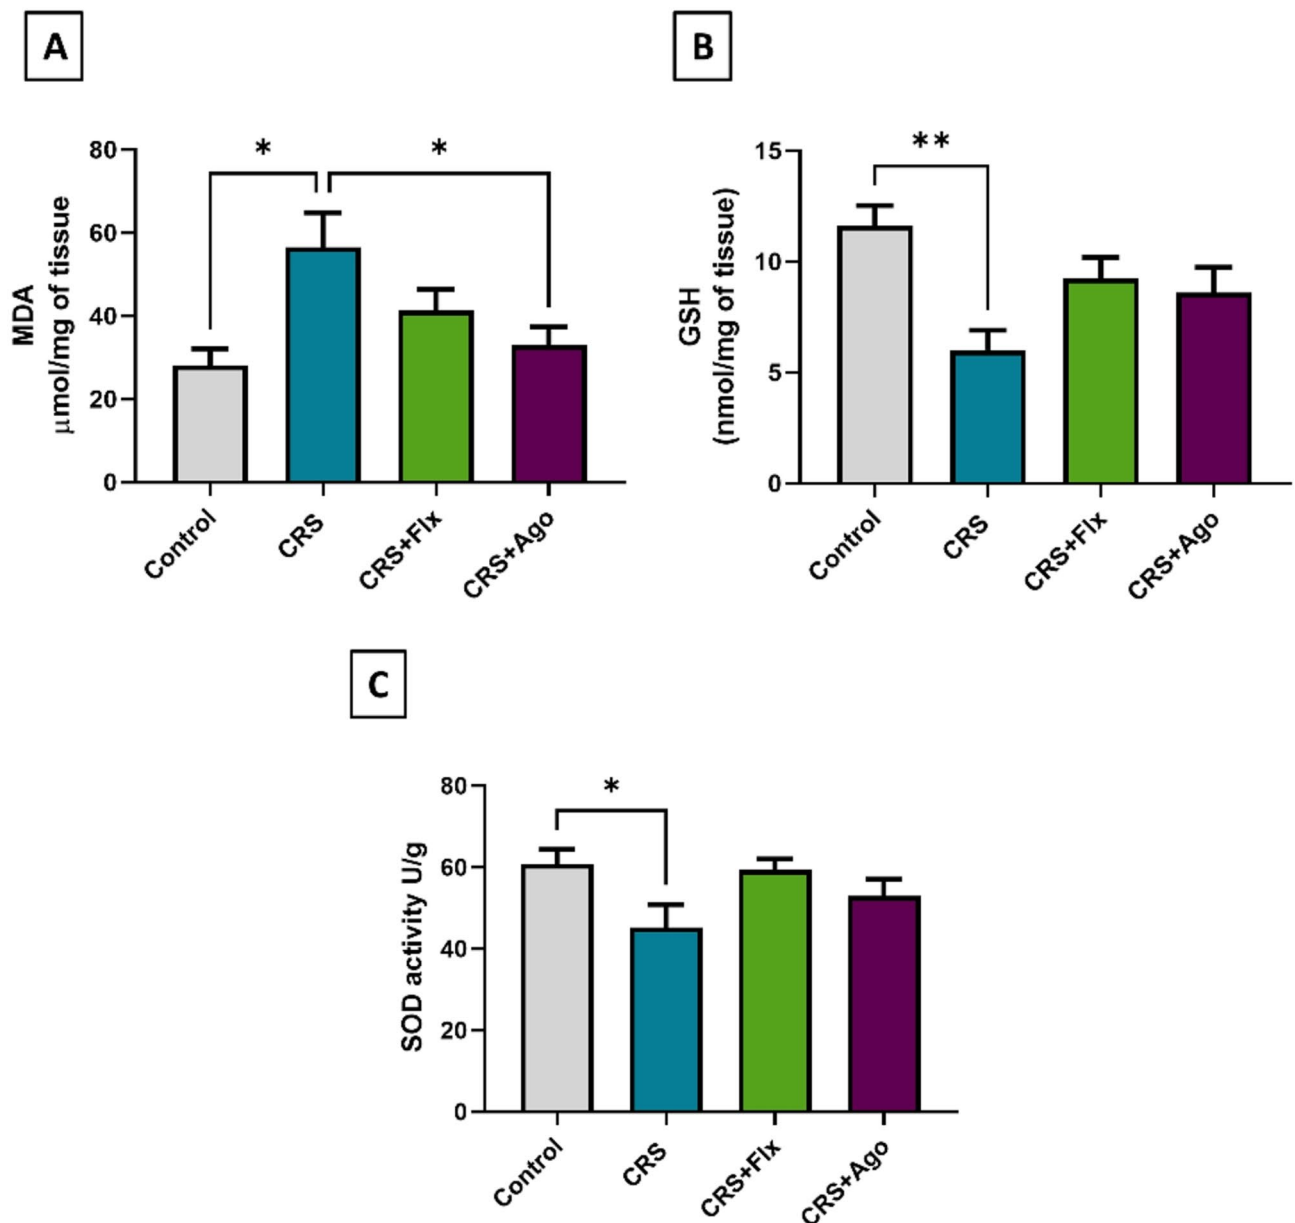 A
B
MDA
μmol/mg of tissue
80
60
40
20
0
*
*
Control
CRS
CRS+Flx
CRS+Ago
GSH
(nmol/mg of tissue)
15
10
5
0
**
Control
CRS
CRS+Flx
CRS+Ago
C
SOD activity U/g
80
60
40
20
0
*
Control
CRS
CRS+Flx
CRS+Ago